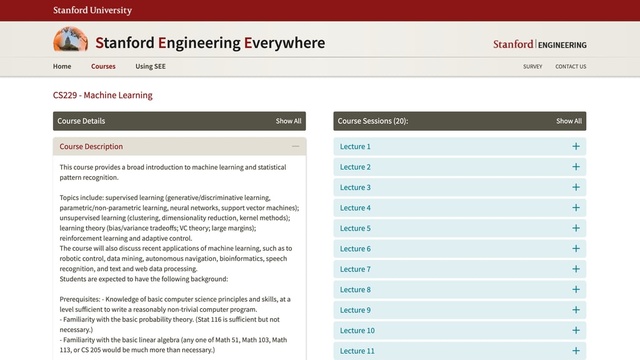 Stanford University
Stanford Engineering Everywhere
Stanford ENGINEERING
Home Courses Using SEE
SURVEY CONTACT US
CS229 - Machine Learning
Course Details Show All
Course Description
This course provides a broad introduction to machine learning and statistical
pattern recognition.
Topics include: supervised learning (generative/discriminative learning,
parametric/non-parametric learning, neural networks, support vector machines);
unsupervised learning (clustering, dimensionality reduction, kernel methods);
learning theory (bias/variance tradeoffs; VC theory; large margins);
reinforcement learning and adaptive control.
The course will also discuss recent applications of machine learning, such as to
robotic control, data mining, autonomous navigation, bioinformatics, speech
recognition, and text and web data processing.
Students are expected to have the following background:
Prerequisites: - Knowledge of basic computer science principles and skills, at a
level sufficient to write a reasonably non-trivial computer program.
- Familiarity with the basic probability theory. (Stat 116 is sufficient but not
necessary.)
- Familiarity with the basic linear algebra (any one of Math 51, Math 103, Math
113, or CS 205 would be much more than necessary.)
Course Sessions (20): Show All
Lecture 1
Lecture 2
Lecture 3
Lecture 4
Lecture 5
Lecture 6
Lecture 7
Lecture 8
Lecture 9
Lecture 10
Lecture 11